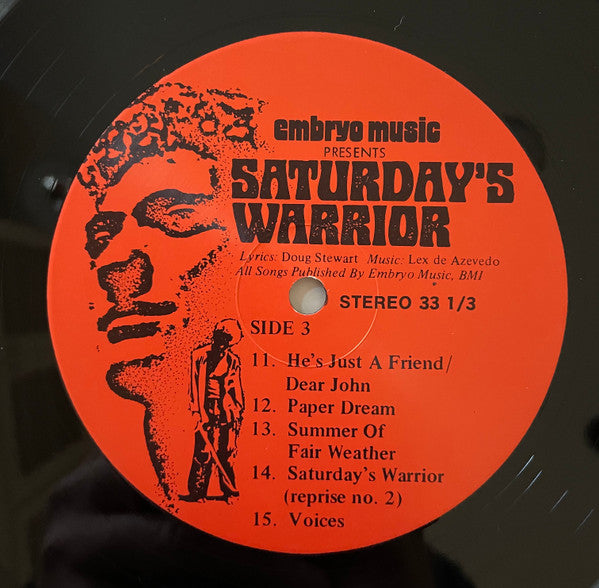 embryo music
PRESENTS
SATURDAY'S
WARRIOR
Lyrics: Doug Stewart Music: Lex de Azevedo
All Songs Published By Embryo Music, BMI
STEREO 33 1/3
SIDE 3
11. He's Just A Friend/
Dear John
12. Paper Dream
13. Summer Of
Fair Weather
14. Saturday's Warrior
(reprise no. 2)
15. Voices